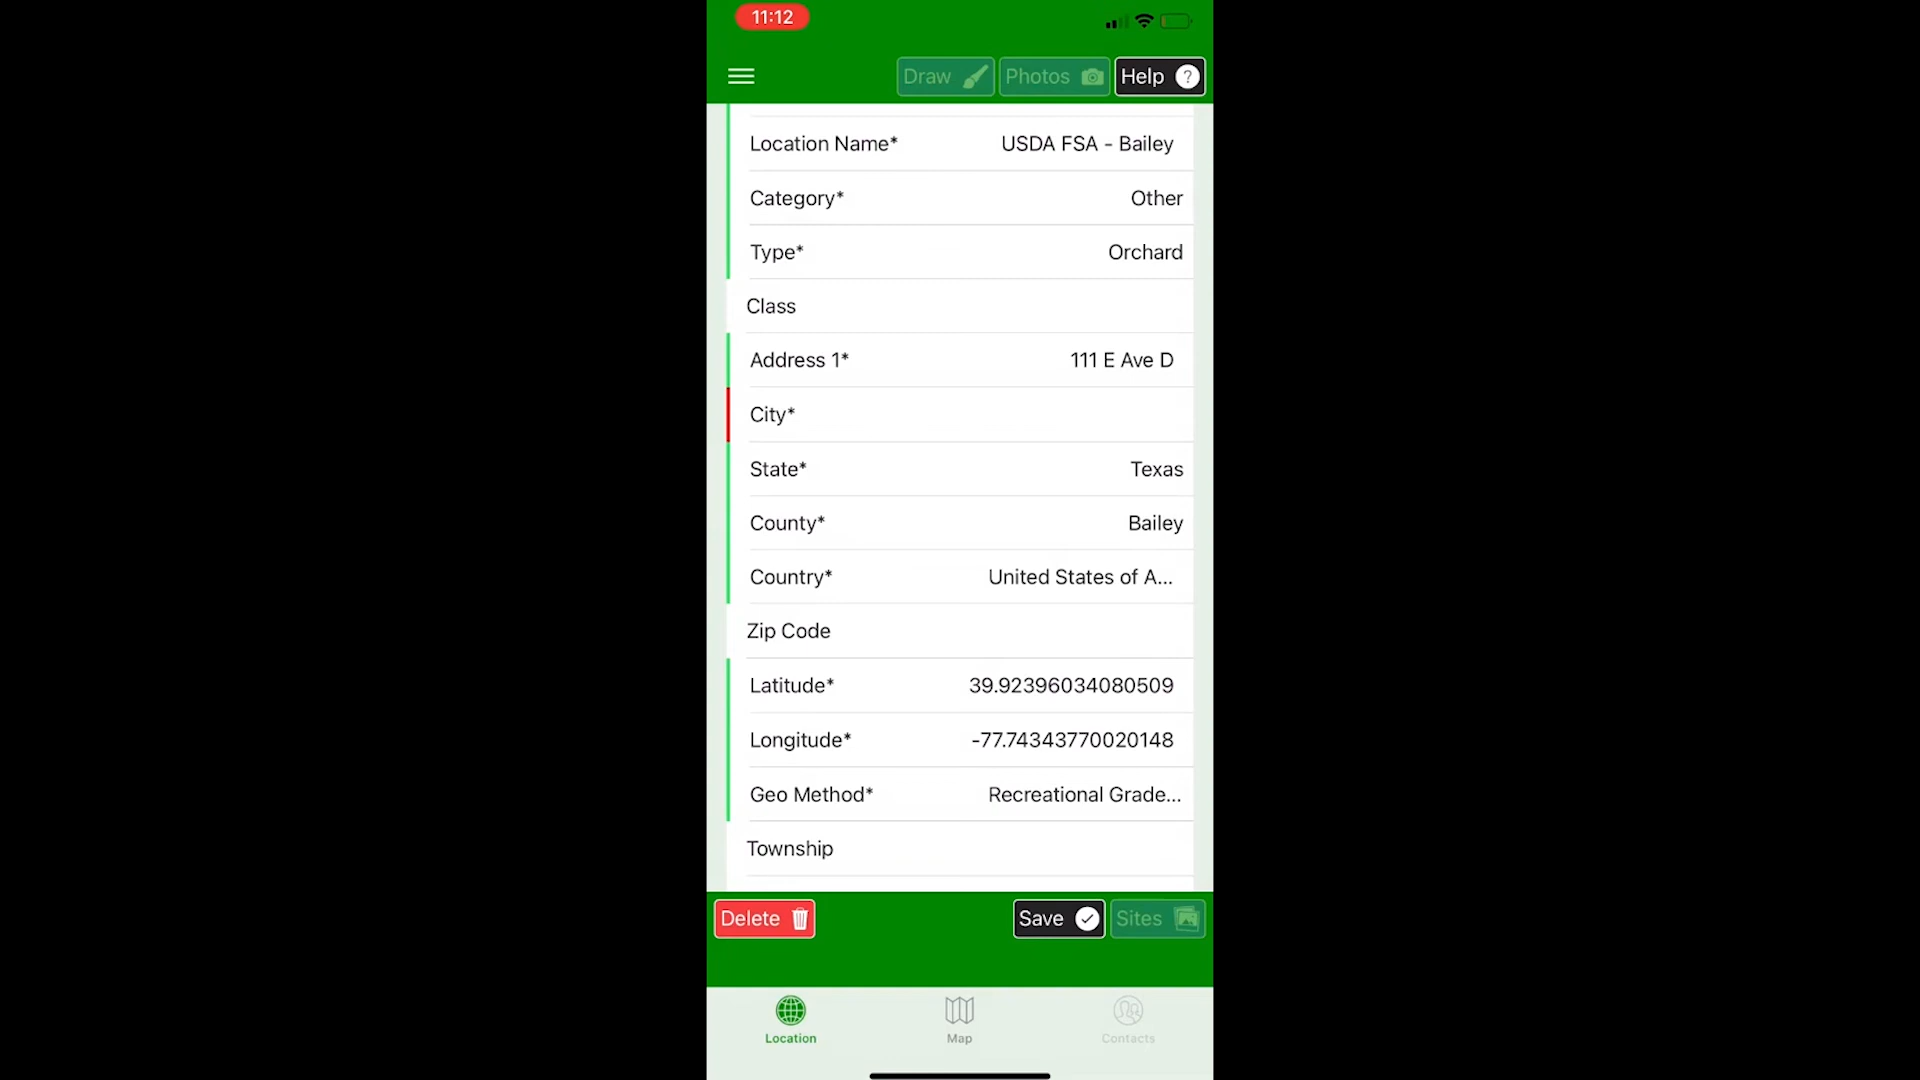 11:12
Draw Photos Help ?
Location Name* USDA FSA - Bailey
Category* Other
Type* Orchard
Class
Address 1* 111 E Ave D
City*
State* Texas
County* Bailey
Country* United States of A...
Zip Code
Latitude* 39.92396034080509
Longitude* -77.74343770020148
Geo Method* Recreational Grade...
Township
Delete Save Sites
Location Map Contacts